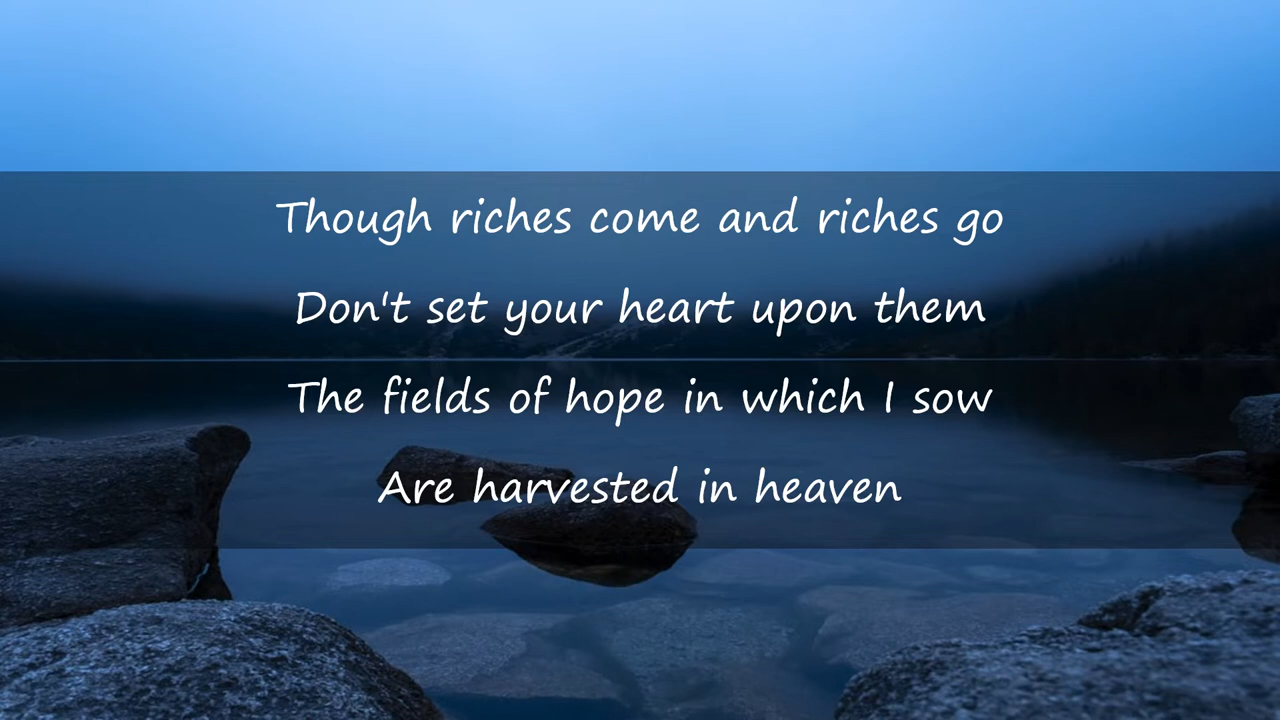 Though riches come and riches go
Don't set your heart upon them
The fields of hope in which I sow
Are harvested in heaven